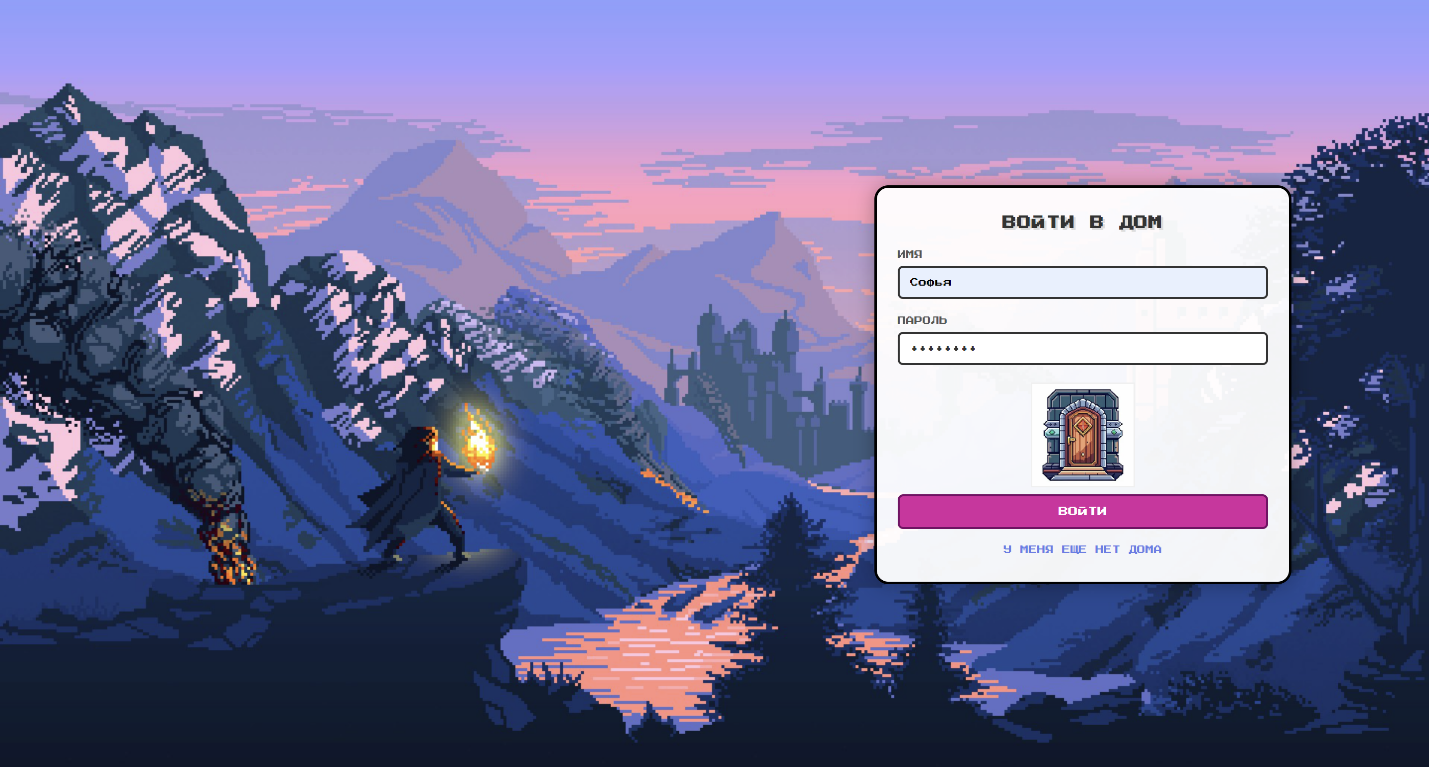 ВОЙТИ В ДОМ
ИМЯ
Софья
ПАРОЛЬ
********
ВОЙТИ
У МЕНЯ ЕЩЕ НЕТ ДОМА